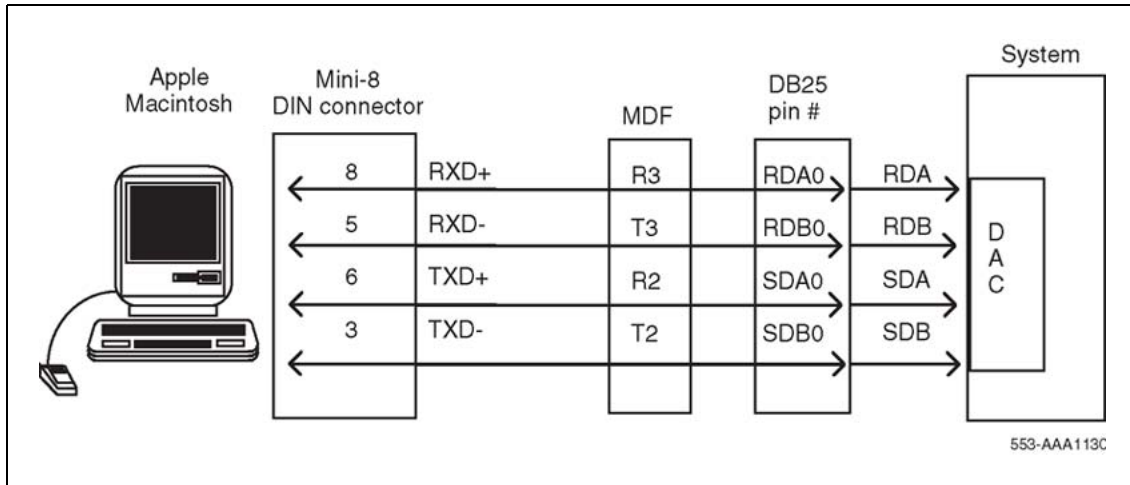 Apple
Macintosh
Mini-8
DIN connector
MDF
DB25
pin #
System
8 RXD+ R3 RDA0 RDA
5 RXD- T3 RDB0 RDB
6 TXD+ R2 SDA0 SDA
3 TXD- T2 SDB0 SDB
D
A
C
553-AAA1130